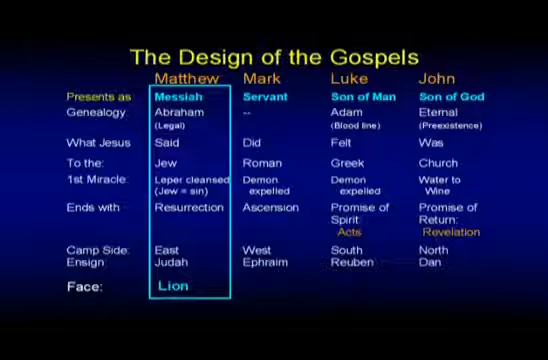 The Design of the Gospels
Matthew Mark Luke John
Presents as Messiah Servant Son of Man Son of God
Genealogy: Abraham -- Adam Eternal
(Legal) (Blood line) (Preexistence)
What Jesus Said Did Felt Was
To the: Jew Roman Greek Church
1st Miracle: Leper cleansed Demon Demon Water to
(Jew = sin) expelled expelled Wine
Ends with Resurrection Ascension Promise of Promise of
Spirit: Return:
Acts Revelation
Camp Side: East West South North
Ensign: Judah Ephraim Reuben Dan
Face: Lion